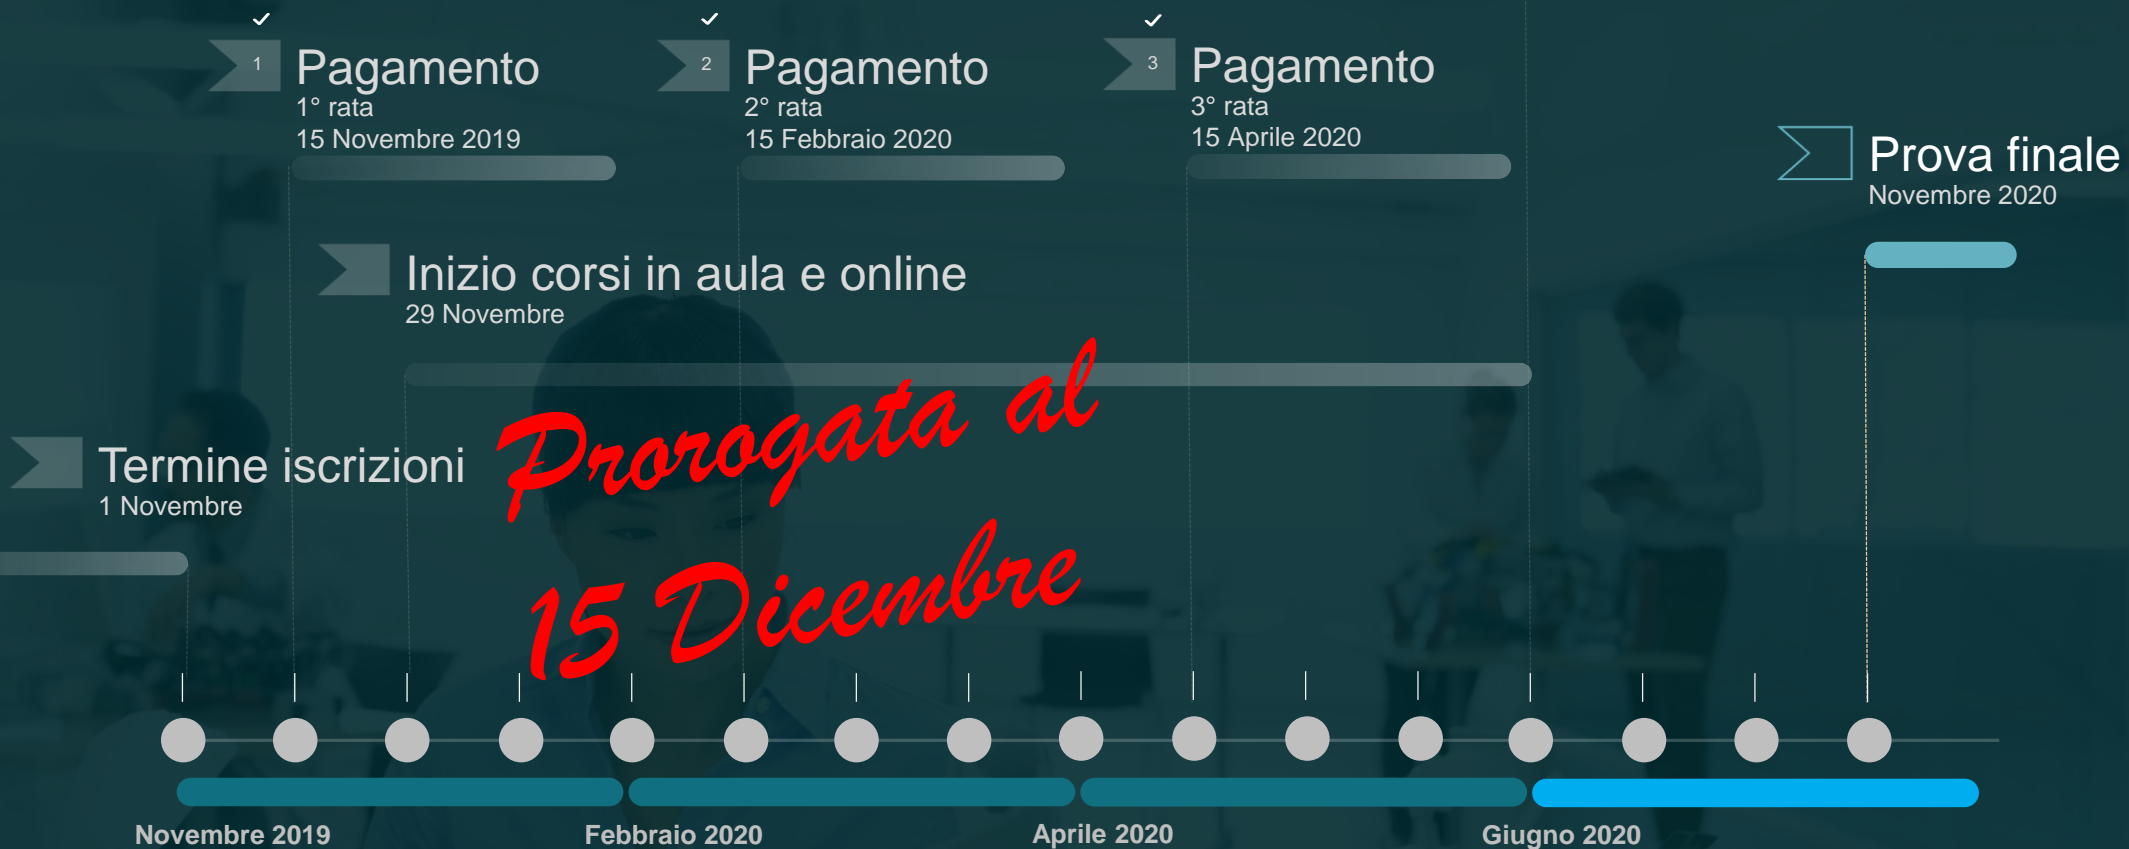 1
Pagamento
1° rata
15 Novembre 2019
2
Pagamento
2° rata
15 Febbraio 2020
3
Pagamento
3° rata
15 Aprile 2020
Prova finale
Novembre 2020
Inizio corsi in aula e online
29 Novembre
Termine iscrizioni
1 Novembre
Prorogata al
15 Dicembre
Novembre 2019
Febbraio 2020
Aprile 2020
Giugno 2020